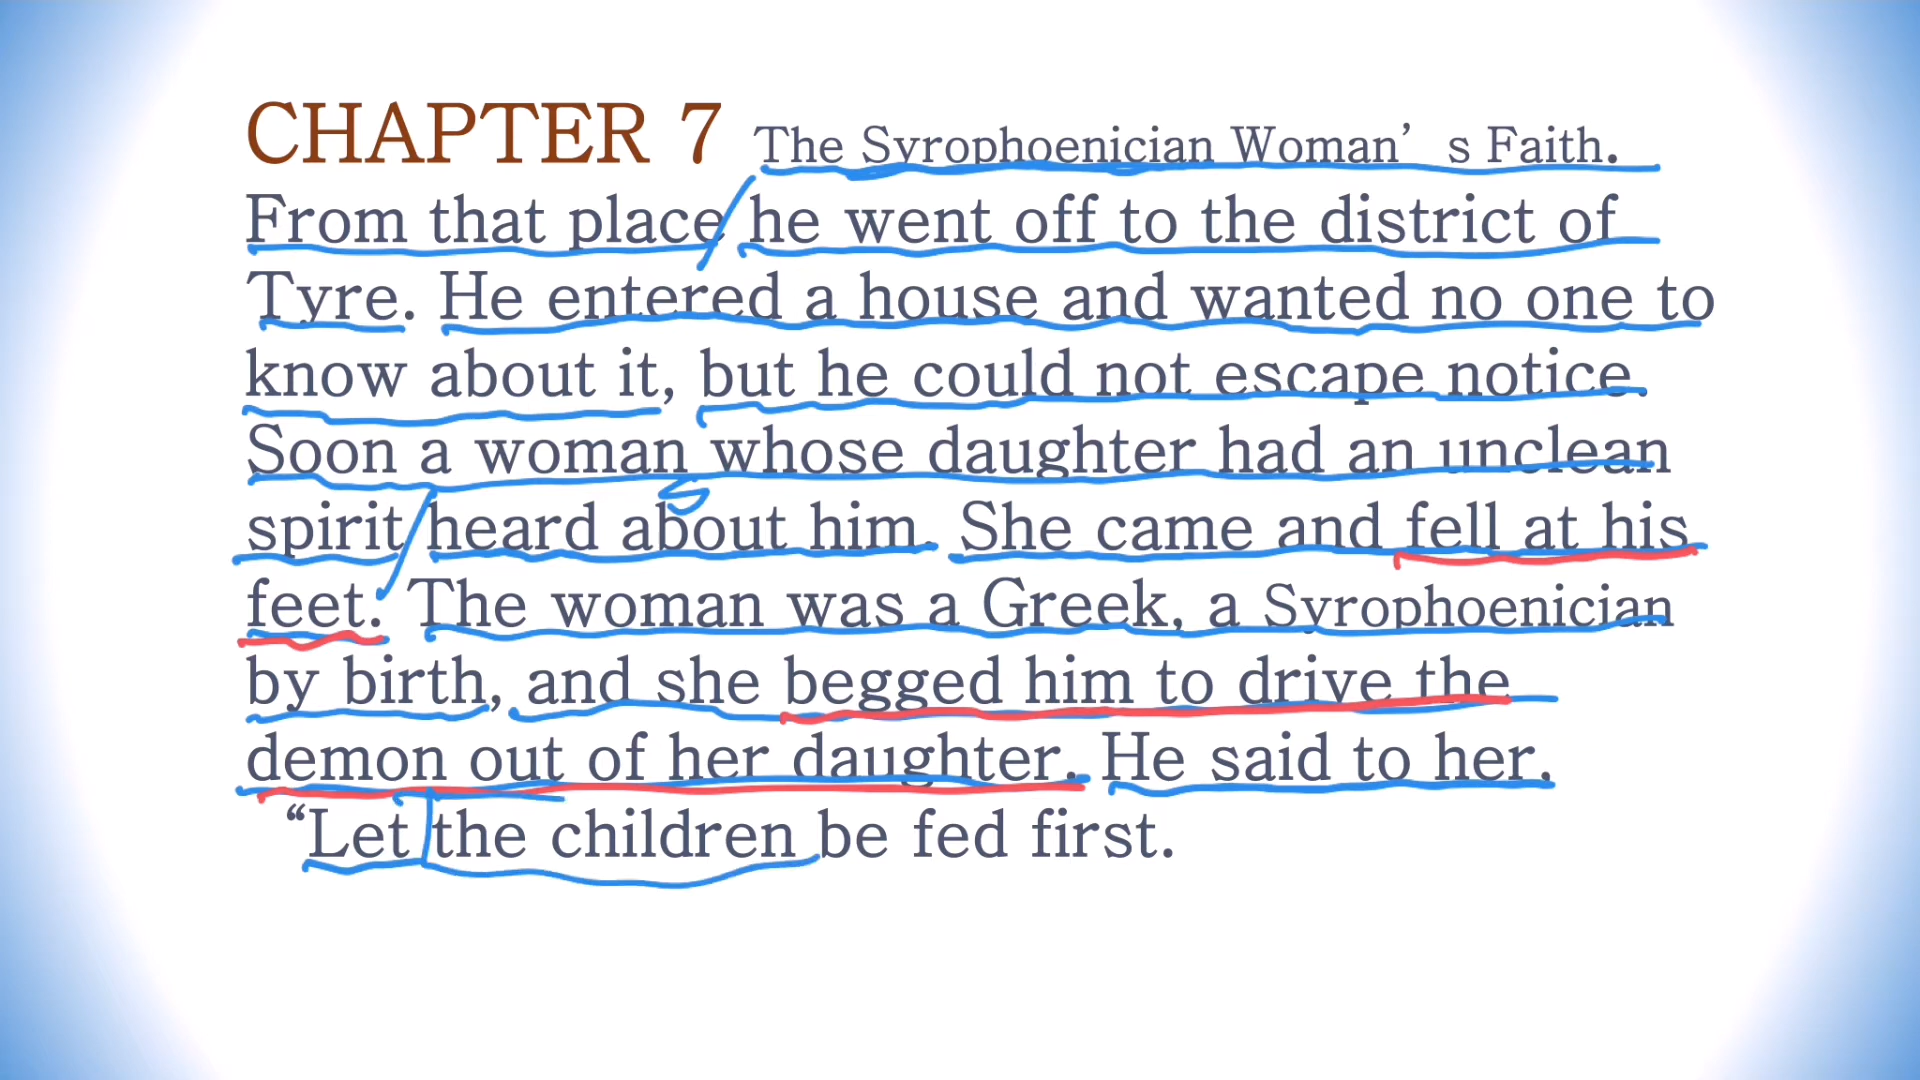 CHAPTER 7 The Syrophoenician Woman’s Faith.
From that place he went off to the district of
Tyre. He entered a house and wanted no one to
know about it, but he could not escape notice.
Soon a woman whose daughter had an unclean
spirit heard about him. She came and fell at his
feet. The woman was a Greek, a Syrophoenician
by birth, and she begged him to drive the
demon out of her daughter. He said to her,
“Let the children be fed first.